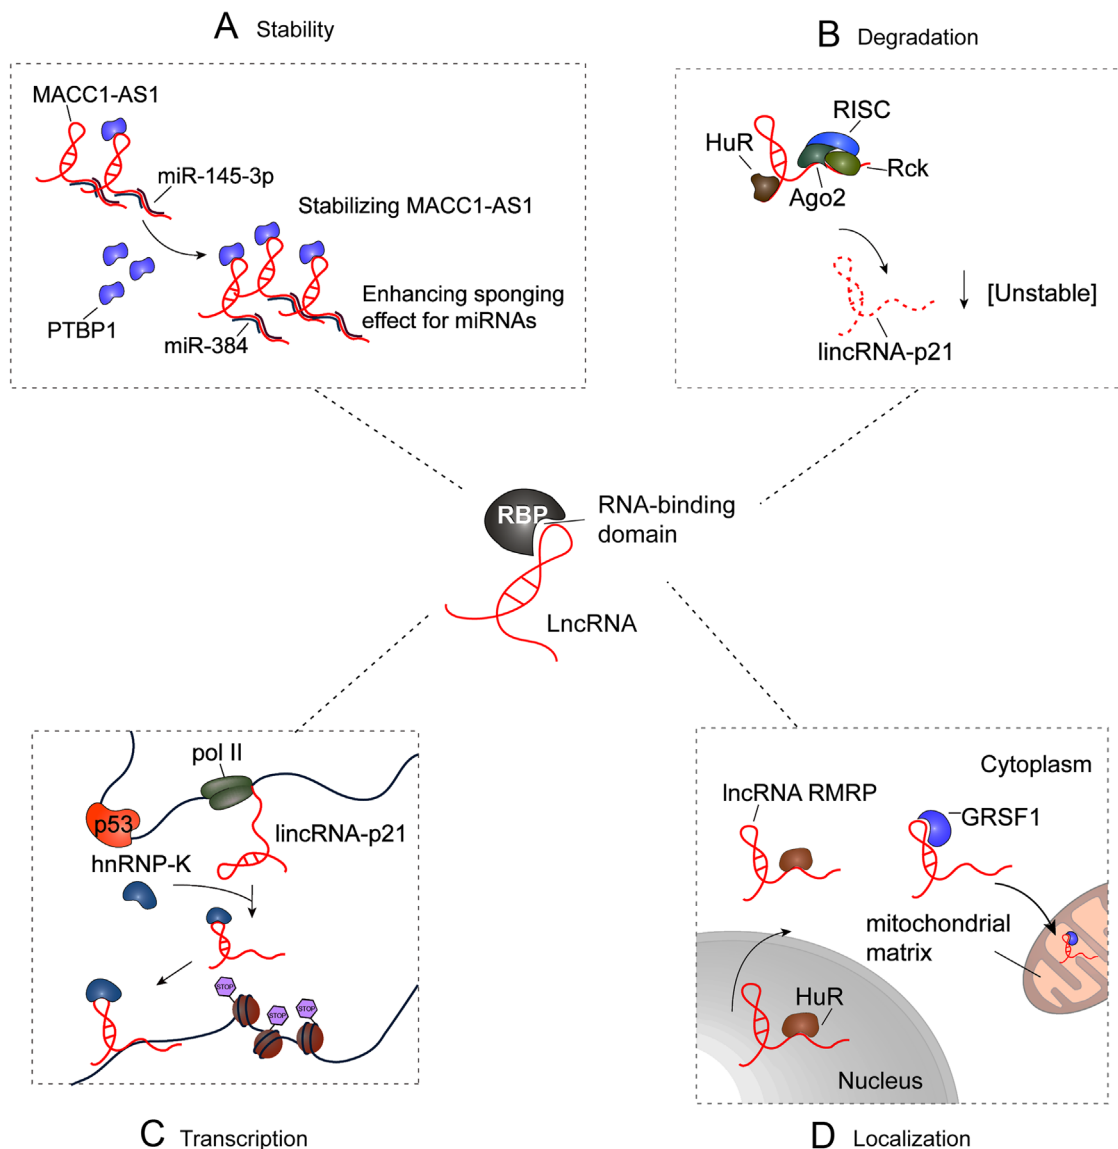 A Stability
MACC1-AS1
miR-145-3p
Stabilizing MACC1-AS1
PTBP1
Enhancing sponging
effect for miRNAs
miR-384
B Degradation
RISC
HuR
Rck
Ago2
[Unstable]
lincRNA-p21
RBP
RNA-binding
domain
LncRNA
pol II
p53
lincRNA-p21
hnRNP-K
STOP
STOP
STOP
C Transcription
Cytoplasm
lncRNA RMRP
GRSF1
mitochondrial
matrix
HuR
Nucleus
D Localization